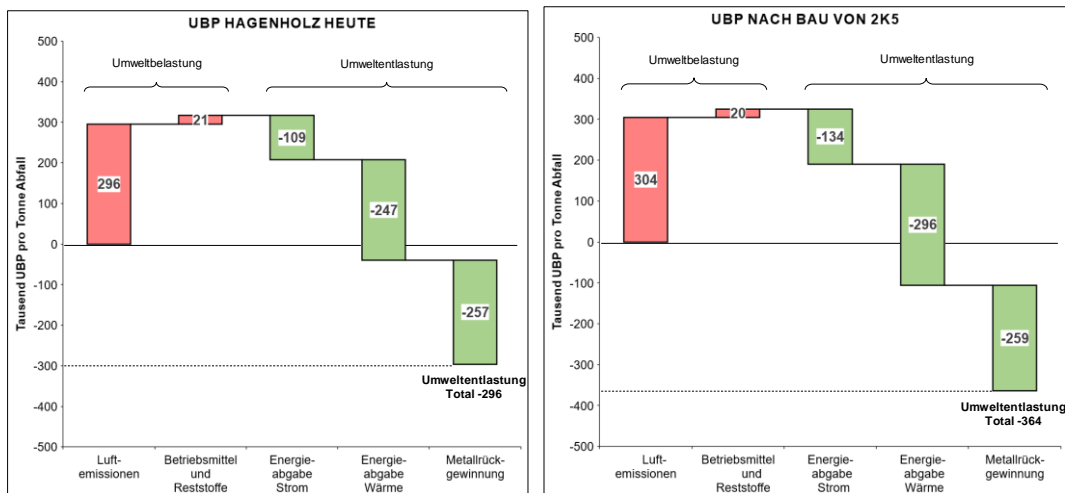 UBP HAGENHOLZ HEUTE
Tausend UBP pro Tonne Abfall
500
400
300
200
100
0
-100
-200
-300
-400
-500
Umweltbelastung
Umweltentlastung
296
21
-109
-247
-257
Umweltentlastung
Total -296
Luft-
emissionen
Betriebsmittel
und
Reststoffe
Energie-
abgabe
Strom
Energie-
abgabe
Wärme
Metallrück-
gewinnung
UBP NACH BAU VON 2K5
Tausend UBP pro Tonne Abfall
500
400
300
200
100
0
-100
-200
-300
-400
-500
Umweltbelastung
Umweltentlastung
304
20
-134
-296
-259
Umweltentlastung
Total -364
Luft-
emissionen
Betriebsmittel
und
Reststoffe
Energie-
abgabe
Strom
Energie-
abgabe
Wärme
Metallrück-
gewinnung